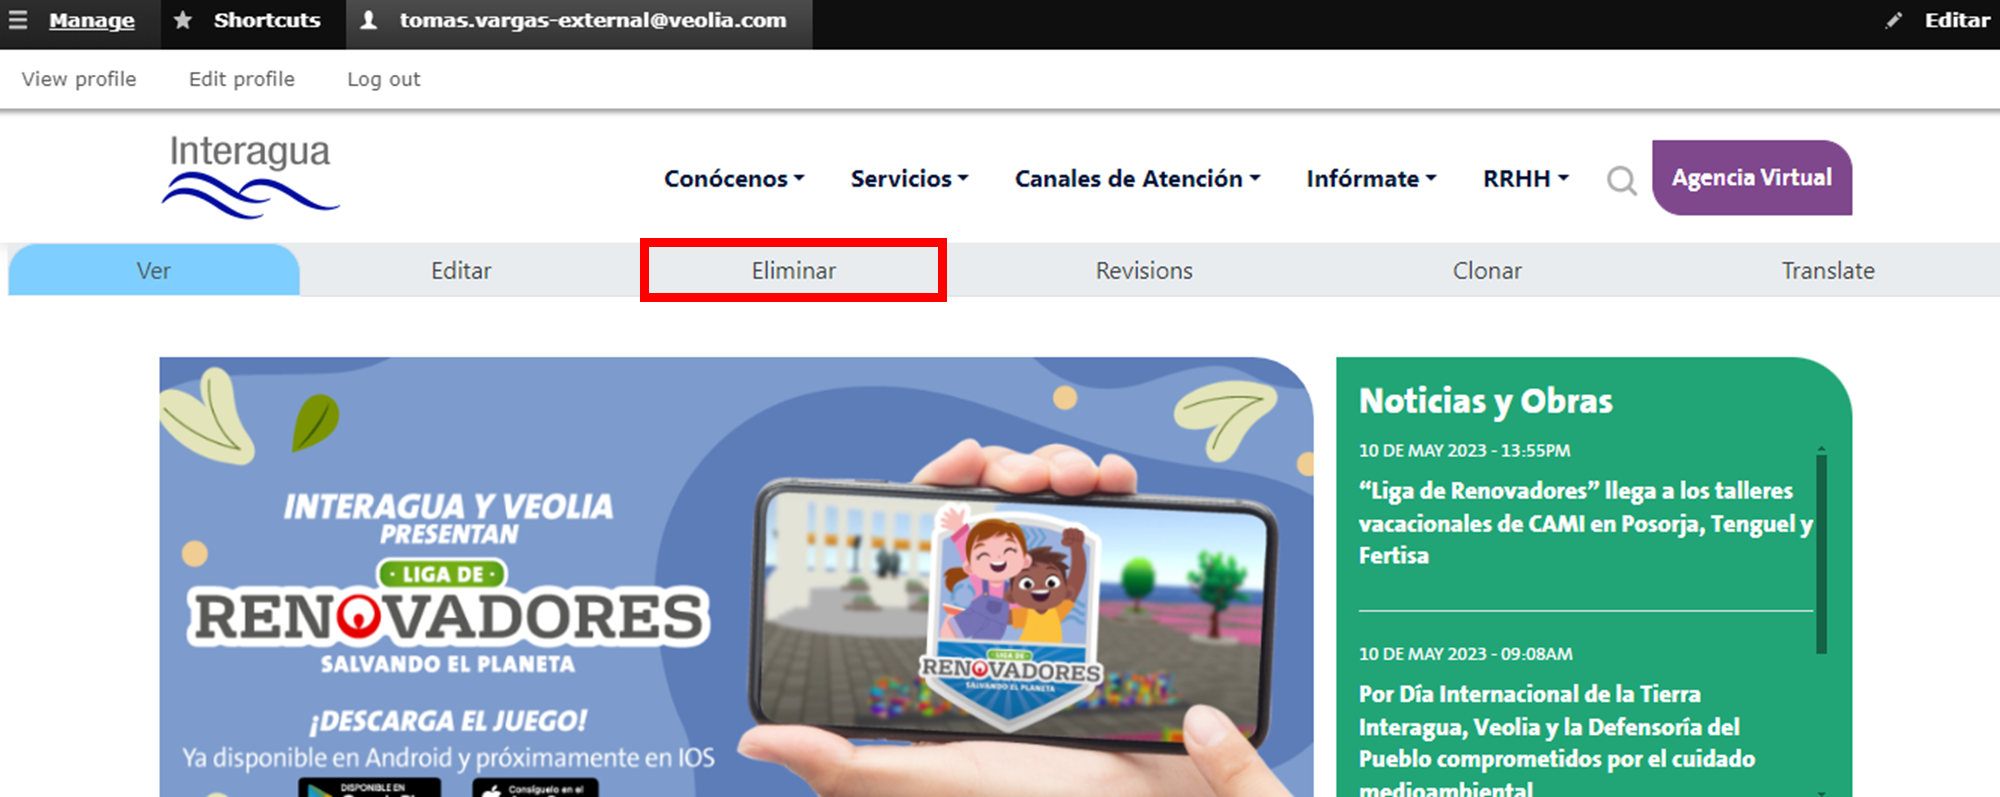 Manage Shortcuts tomas.vargas-external@veolia.com Editar
View profile Edit profile Log out
Interagua
Conócenos Servicios Canales de Atención Infórmate RRHH Agencia Virtual
Ver Editar Eliminar Revisions Clonar Translate
INTERAGUA Y VEOLIA
PRESENTAN
· LIGA DE ·
RENOVADORES
SALVANDO EL PLANETA
¡DESCARGA EL JUEGO!
Ya disponible en Android y próximamente en IOS
DISPONIBLE EN
Consíguelo en el
LIGA DE
RENOVADORES
SALVANDO EL PLANETA
Noticias y Obras
10 DE MAY 2023 - 13:55PM
“Liga de Renovadores” llega a los talleres
vacacionales de CAMI en Posorja, Tenguel y
Fertisa
10 DE MAY 2023 - 09:08AM
Por Día Internacional de la Tierra
Interagua, Veolia y la Defensoría del
Pueblo comprometidos por el cuidado
medioambiental